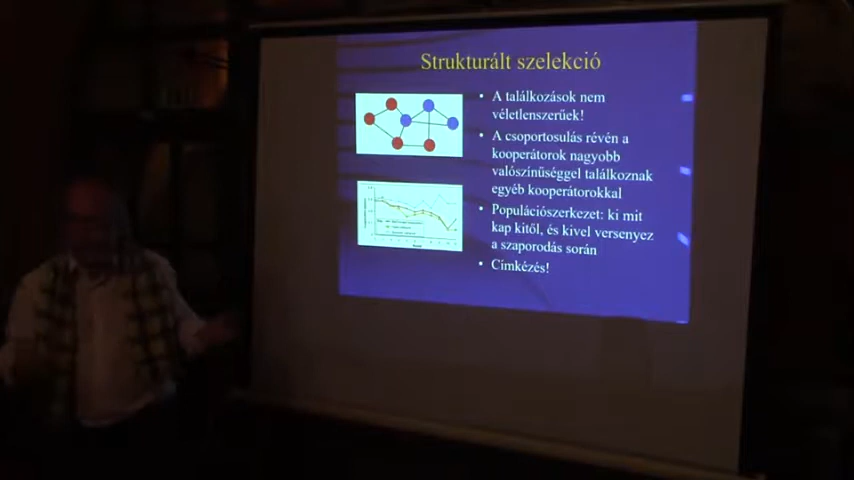 Strukturált szelekció
• A találkozások nem
véletlenszerűek!
• A csoportosulás révén a
kooperátorok nagyobb
valószínűséggel találkoznak
egyéb kooperátorokkal
• Populációszerkezet: ki mit
kap kitől, és kivel versenyez
a szaporodás során
• Címkézés!